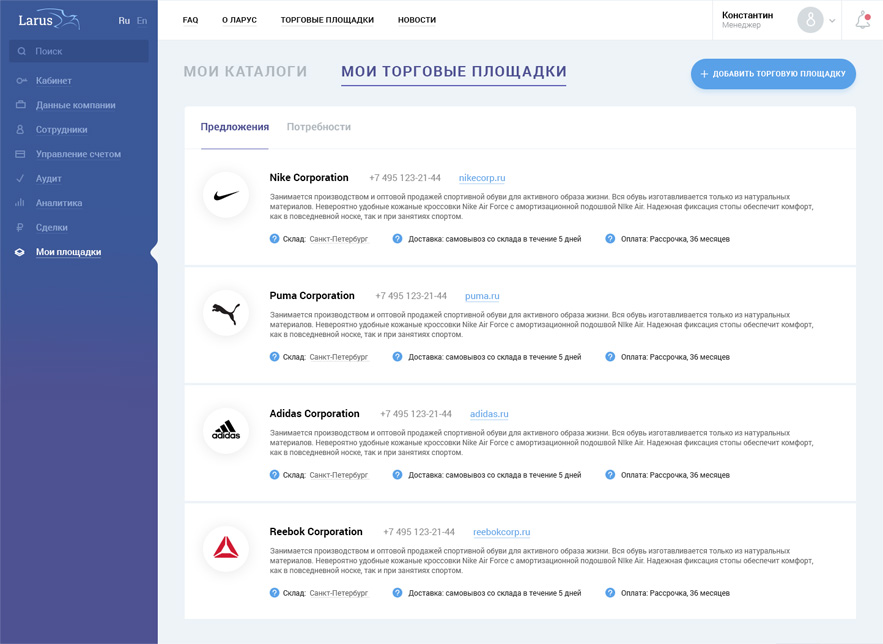 Larus
Ru En
FAQ О ЛАРУС ТОРГОВЫЕ ПЛОЩАДКИ НОВОСТИ
Константин
Менеджер
Поиск
Кабинет
Данные компании
Сотрудники
Управление счетом
Аудит
Аналитика
Сделки
Мои площадки
МОИ КАТАЛОГИ МОИ ТОРГОВЫЕ ПЛОЩАДКИ
+ ДОБАВИТЬ ТОРГОВУЮ ПЛОЩАДКУ
Предложения Потребности
Nike Corporation +7 495 123-21-44 nikecorp.ru
Занимается производством и оптовой продажей спортивной обуви для активного образа жизни. Вся обувь изготавливается только из натуральных
материалов. Невероятно удобные кожаные кроссовки Nike Air Force с амортизационной подошвой NIke Air. Надежная фиксация стопы обеспечит комфорт,
как в повседневной носке, так и при занятиях спортом.
? Склад: Санкт-Петербург ? Доставка: самовывоз со склада в течение 5 дней ? Оплата: Рассрочка, 36 месяцев
Puma Corporation +7 495 123-21-44 puma.ru
Занимается производством и оптовой продажей спортивной обуви для активного образа жизни. Вся обувь изготавливается только из натуральных
материалов. Невероятно удобные кожаные кроссовки Nike Air Force с амортизационной подошвой NIke Air. Надежная фиксация стопы обеспечит комфорт,
как в повседневной носке, так и при занятиях спортом.
? Склад: Санкт-Петербург ? Доставка: самовывоз со склада в течение 5 дней ? Оплата: Рассрочка, 36 месяцев
adidas
Adidas Corporation +7 495 123-21-44 adidas.ru
Занимается производством и оптовой продажей спортивной обуви для активного образа жизни. Вся обувь изготавливается только из натуральных
материалов. Невероятно удобные кожаные кроссовки Nike Air Force с амортизационной подошвой NIke Air. Надежная фиксация стопы обеспечит комфорт,
как в повседневной носке, так и при занятиях спортом.
? Склад: Санкт-Петербург ? Доставка: самовывоз со склада в течение 5 дней ? Оплата: Рассрочка, 36 месяцев
Reebok Corporation +7 495 123-21-44 reebokcorp.ru
Занимается производством и оптовой продажей спортивной обуви для активного образа жизни. Вся обувь изготавливается только из натуральных
материалов. Невероятно удобные кожаные кроссовки Nike Air Force с амортизационной подошвой NIke Air. Надежная фиксация стопы обеспечит комфорт,
как в повседневной носке, так и при занятиях спортом.
? Склад: Санкт-Петербург ? Доставка: самовывоз со склада в течение 5 дней ? Оплата: Рассрочка, 36 месяцев